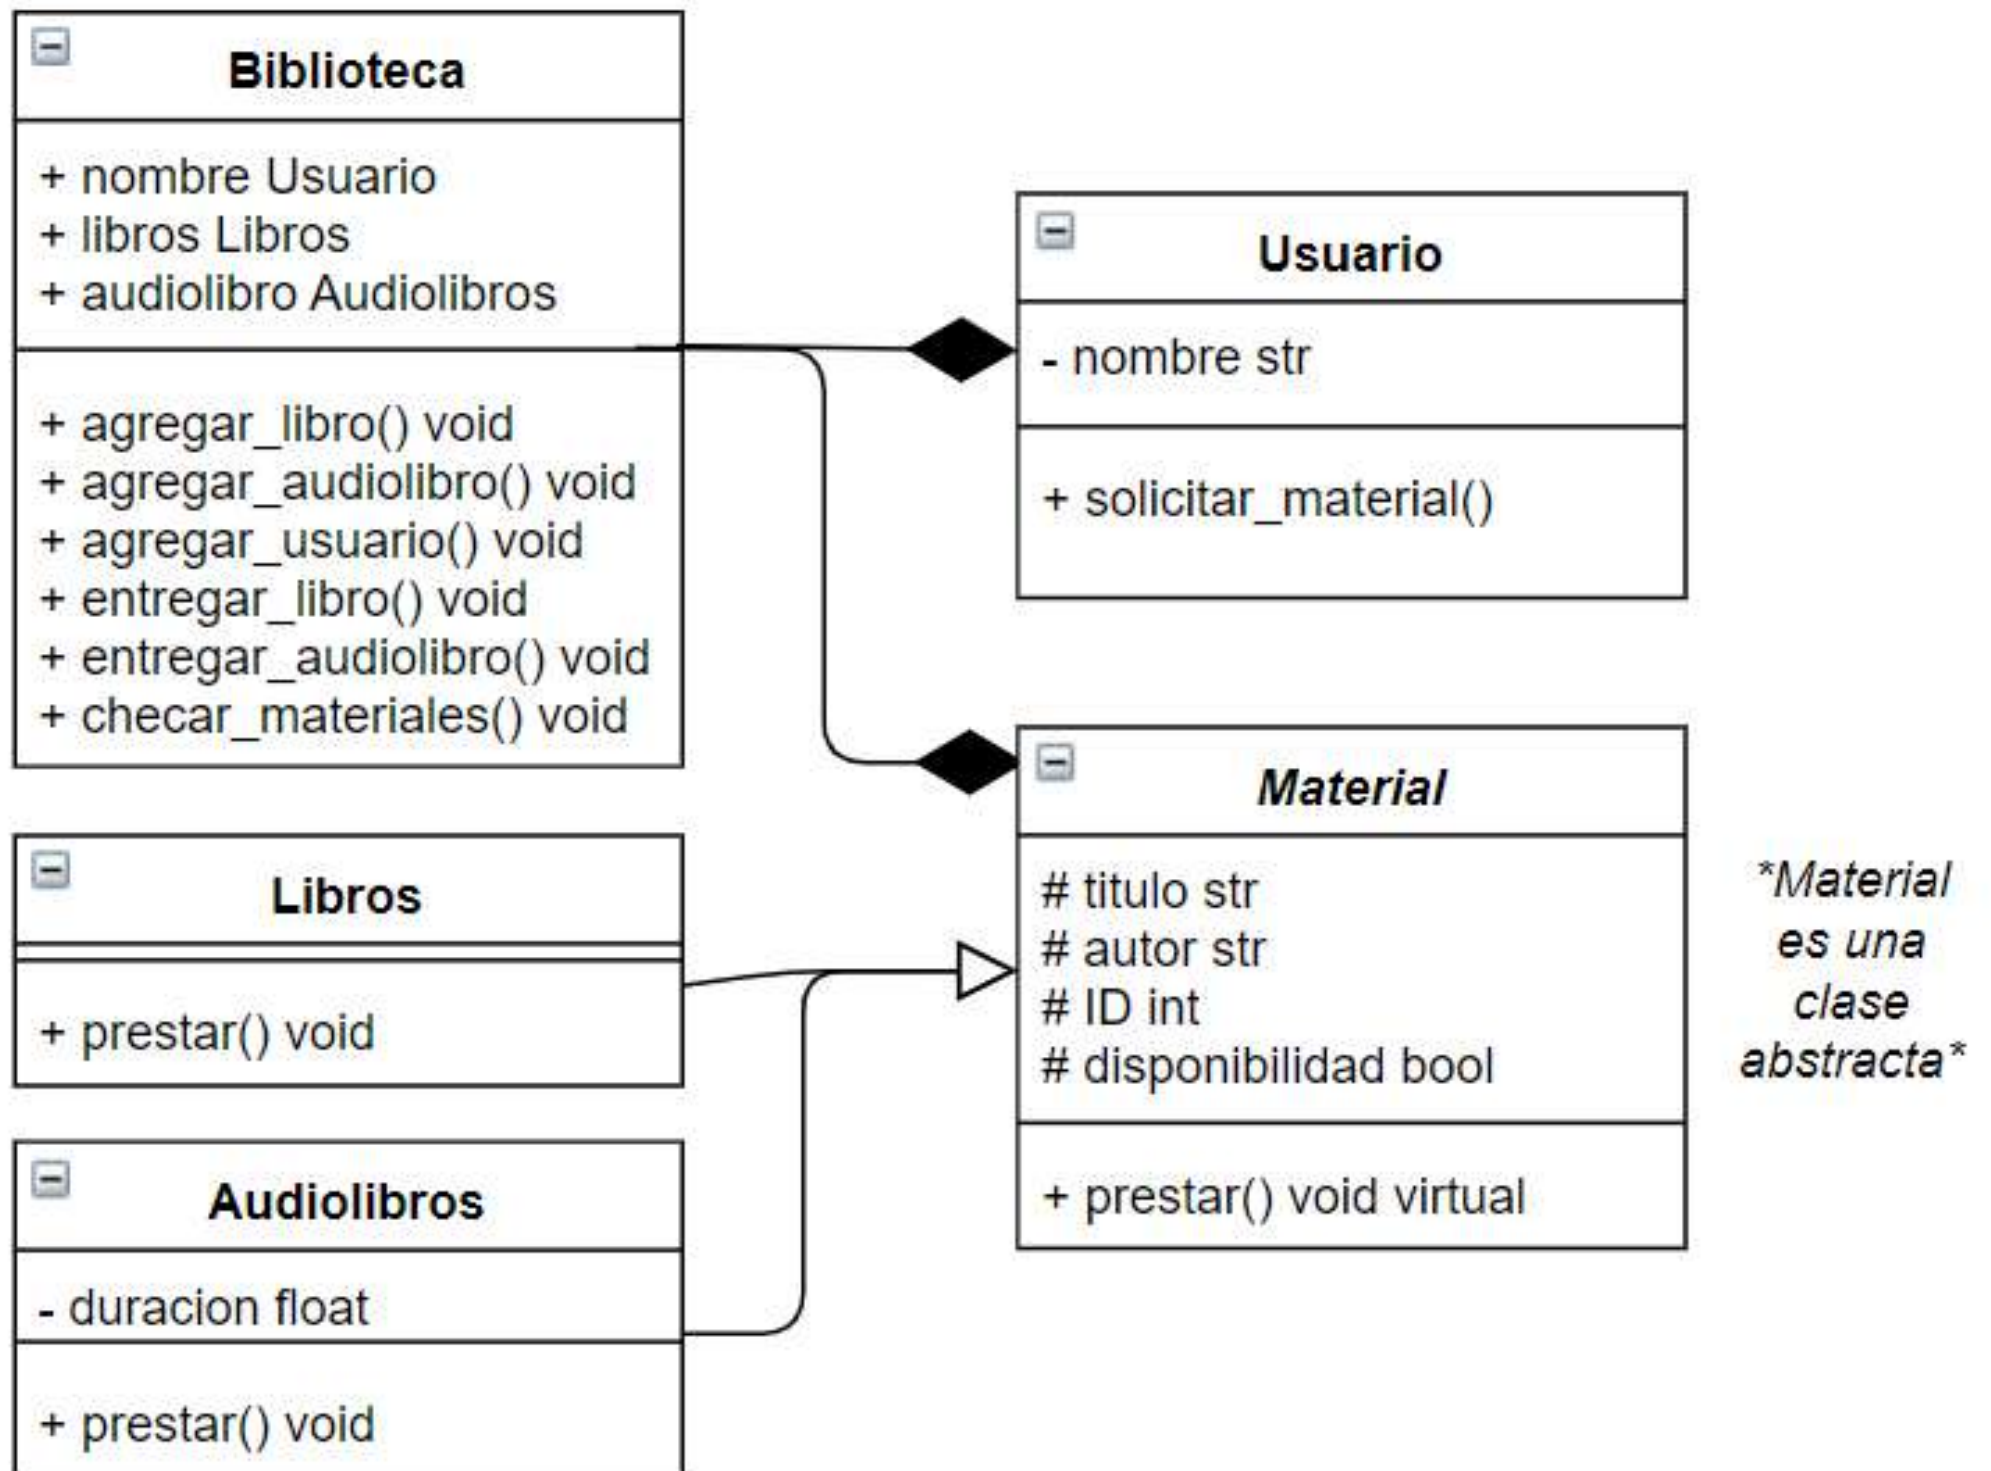 Biblioteca
+ nombre Usuario
+ libros Libros
+ audiolibro Audiolibros
+ agregar_libro() void
+ agregar_audiolibro() void
+ agregar_usuario() void
+ entregar_libro() void
+ entregar_audiolibro() void
+ checar_materiales() void
Usuario
- nombre str
+ solicitar_material()
Material
# titulo str
# autor str
# ID int
# disponibilidad bool
+ prestar() void virtual
*Material
es una
clase
abstracta*
Libros
+ prestar() void
Audiolibros
- duracion float
+ prestar() void